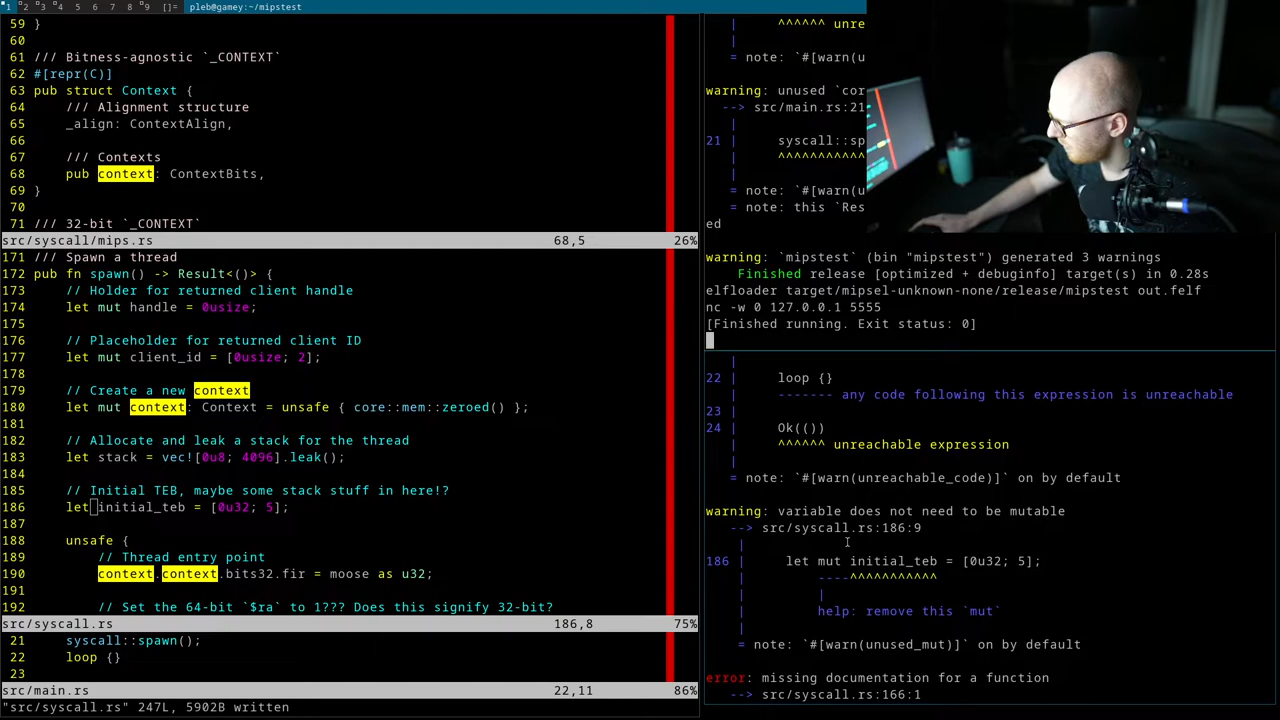 1 2 3 4 5 6 7 8 9 []= pleb@gamey:~/mipstest
59 }
60
61 /// Bitness-agnostic `_CONTEXT`
62 #[repr(C)]
63 pub struct Context {
64 /// Alignment structure
65 _align: ContextAlign,
66
67 /// Contexts
68 pub context: ContextBits,
69 }
70
71 /// 32-bit `_CONTEXT`
src/syscall/mips.rs 68,5 26%
171 /// Spawn a thread
172 pub fn spawn() -> Result<()> {
173 // Holder for returned client handle
174 let mut handle = 0usize;
175
176 // Placeholder for returned client ID
177 let mut client_id = [0usize; 2];
178
179 // Create a new context
180 let mut context: Context = unsafe { core::mem::zeroed() };
181
182 // Allocate and leak a stack for the thread
183 let stack = vec![0u8; 4096].leak();
184
185 // Initial TEB, maybe some stack stuff in here!?
186 let initial_teb = [0u32; 5];
187
188 unsafe {
189 // Thread entry point
190 context.context.bits32.fir = moose as u32;
191
192 // Set the 64-bit `$ra` to 1??? Does this signify 32-bit?
src/syscall.rs 186,8 75%
21 syscall::spawn();
22 loop {}
23
src/main.rs 22,11 86%
"src/syscall.rs" 247L, 5902B written
| ^^^^^^ unre
|
= note: `#[warn(u
warning: unused `cor
--> src/main.rs:21
|
21 | syscall::sp
| ^^^^^^^^^^^
|
= note: `#[warn(u
= note: this `Res
ed
warning: `mipstest` (bin "mipstest") generated 3 warnings
Finished release [optimized + debuginfo] target(s) in 0.28s
elfloader target/mipsel-unknown-none/release/mipstest out.felf
nc -w 0 127.0.0.1 5555
[Finished running. Exit status: 0]
|
22 | loop {}
| ------- any code following this expression is unreachable
23 |
24 | Ok(())
| ^^^^^^ unreachable expression
|
= note: `#[warn(unreachable_code)]` on by default
warning: variable does not need to be mutable
--> src/syscall.rs:186:9
|
186 | let mut initial_teb = [0u32; 5];
| ----^^^^^^^^^^^
| |
| help: remove this `mut`
|
= note: `#[warn(unused_mut)]` on by default
error: missing documentation for a function
--> src/syscall.rs:166:1